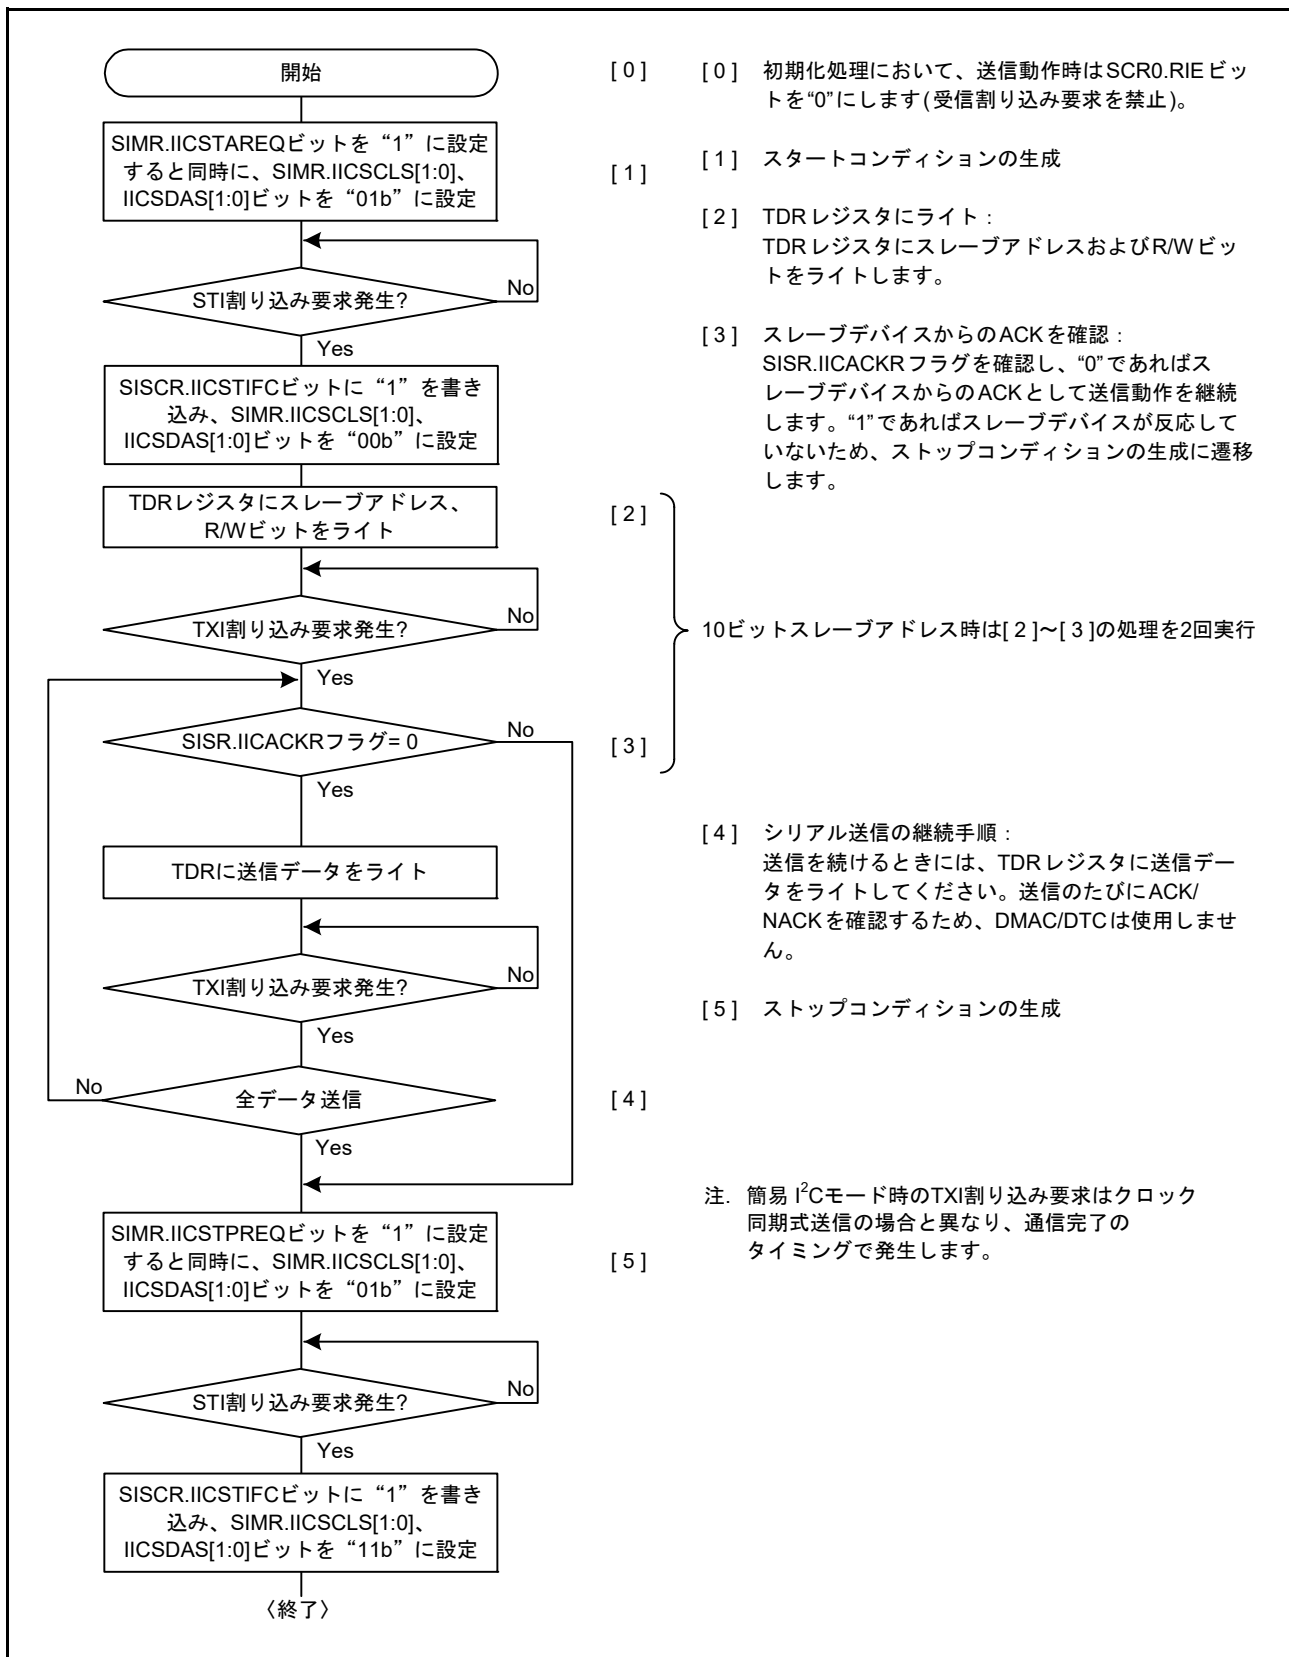 開始
[ 0 ]
SIMR.IICSTAREQビットを“1”に設定
すると同時に、SIMR.IICSCLS[1:0]、
IICSDAS[1:0]ビットを“01b”に設定
[ 1 ]
STI割り込み要求発生?
No
Yes
SISCR.IICSTIFCビットに“1”を書き
込み、SIMR.IICSCLS[1:0]、
IICSDAS[1:0]ビットを“00b”に設定
TDRレジスタにスレーブアドレス、
R/Wビットをライト
[ 2 ]
TXI割り込み要求発生?
No
Yes
SISR.IICACKRフラグ= 0
No
[ 3 ]
Yes
10ビットスレーブアドレス時は[ 2 ]～[ 3 ]の処理を2回実行
TDRに送信データをライト
TXI割り込み要求発生?
No
Yes
全データ送信
No
[ 4 ]
Yes
SIMR.IICSTPREQビットを“1”に設定
すると同時に、SIMR.IICSCLS[1:0]、
IICSDAS[1:0]ビットを“01b”に設定
[ 5 ]
STI割り込み要求発生?
No
Yes
SISCR.IICSTIFCビットに“1”を書き
込み、SIMR.IICSCLS[1:0]、
IICSDAS[1:0]ビットを“11b”に設定
〈終了〉
[ 0 ] 初期化処理において、送信動作時はSCR0.RIEビッ
トを“0”にします(受信割り込み要求を禁止)。
[ 1 ] スタートコンディションの生成
[ 2 ] TDRレジスタにライト：
TDRレジスタにスレーブアドレスおよびR/Wビッ
トをライトします。
[ 3 ] スレーブデバイスからのACKを確認：
SISR.IICACKRフラグを確認し、“0”であればス
レーブデバイスからのACKとして送信動作を継続
します。“1”であればスレーブデバイスが反応して
いないため、ストップコンディションの生成に遷移
します。
[ 4 ] シリアル送信の継続手順：
送信を続けるときには、TDRレジスタに送信デー
タをライトしてください。送信のたびにACK/
NACKを確認するため、DMAC/DTCは使用しませ
ん。
[ 5 ] ストップコンディションの生成
注. 簡易 I²Cモード時のTXI割り込み要求はクロック
同期式送信の場合と異なり、通信完了の
タイミングで発生します。